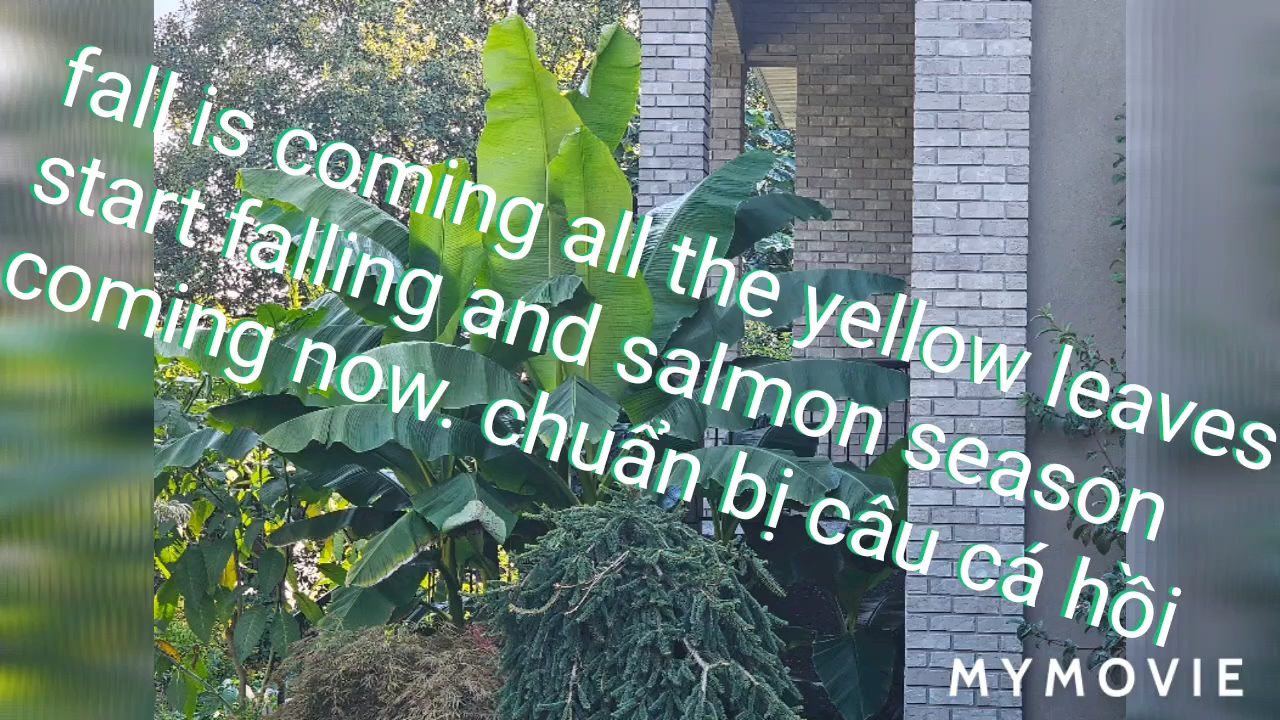 fall is coming all the yellow leaves
start falling and salmon season
coming now. chuẩn bị câu cá hồi
MYMOVIE